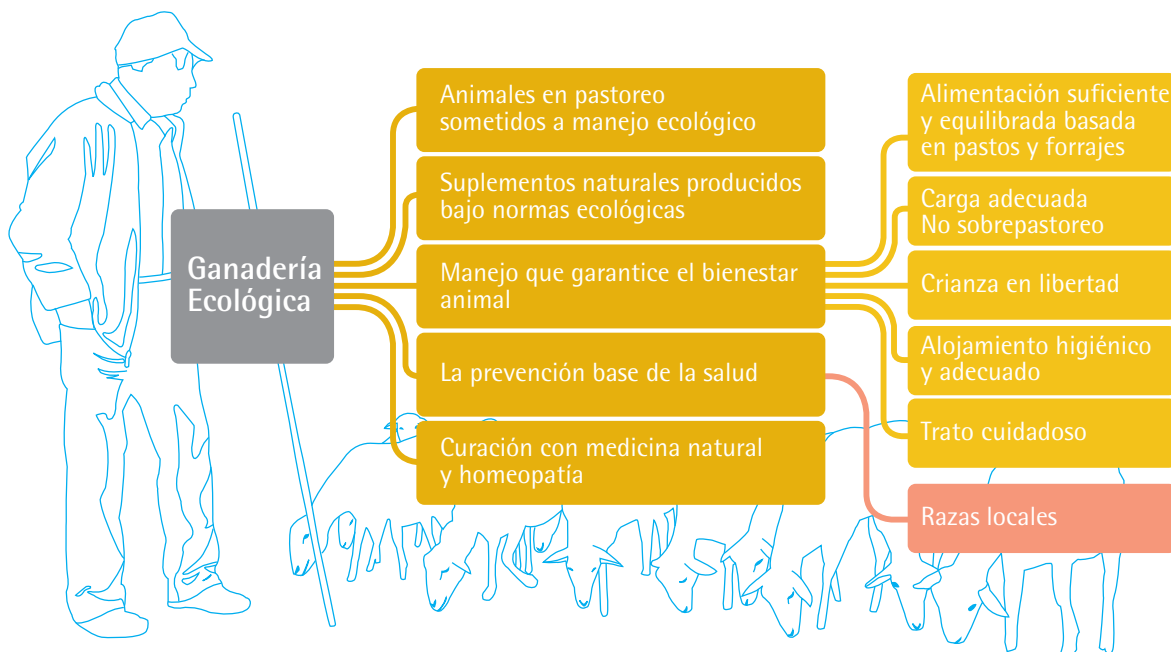 Ganadería
Ecológica
Animales en pastoreo
sometidos a manejo ecológico
Suplementos naturales producidos
bajo normas ecológicas
Manejo que garantice el bienestar
animal
La prevención base de la salud
Curación con medicina natural
y homeopatía
Alimentación suficiente
y equilibrada basada
en pastos y forrajes
Carga adecuada
No sobrepastoreo
Crianza en libertad
Alojamiento higiénico
y adecuado
Trato cuidadoso
Razas locales